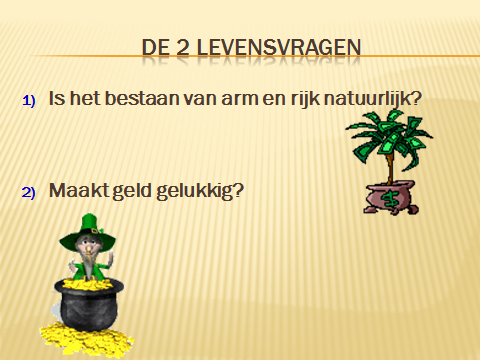 DE 2 LEVENSVRAGEN
1) Is het bestaan van arm en rijk natuurlijk?
$
2) Maakt geld gelukkig?